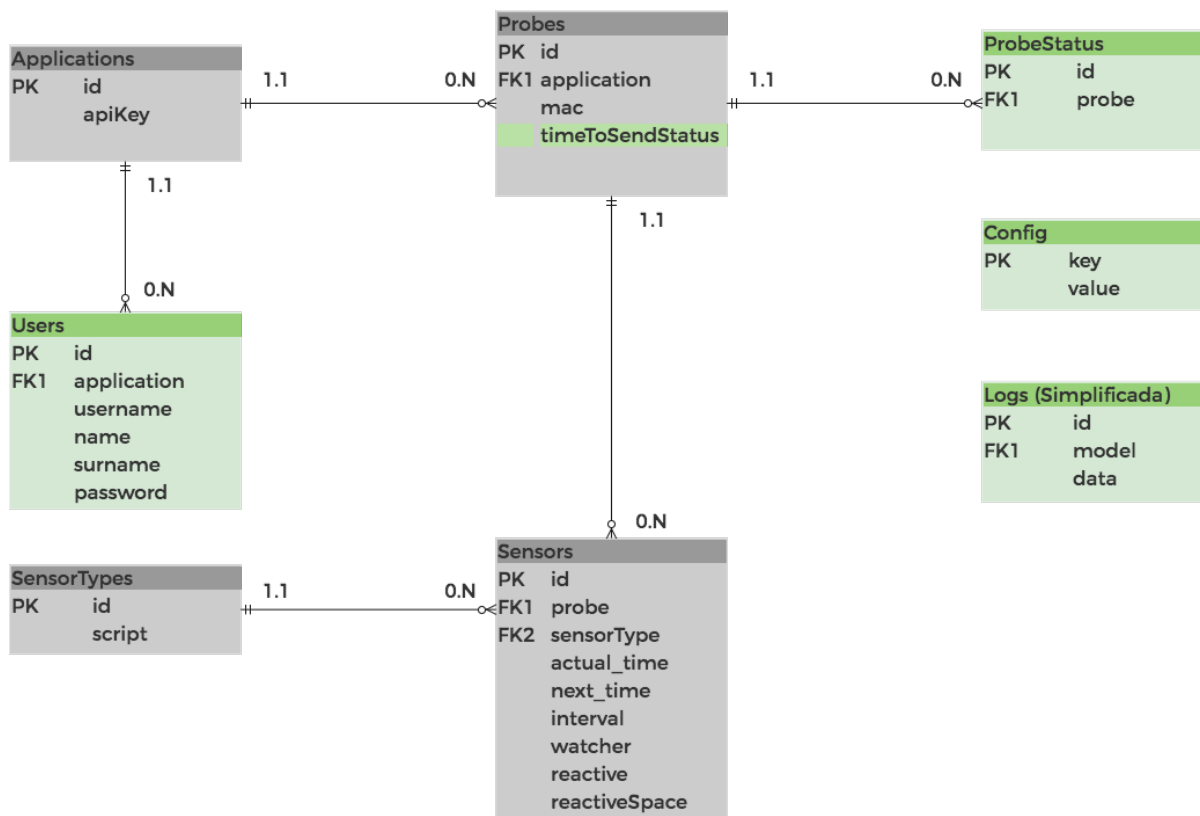 Applications
PK id
apiKey
1.1
0.N
Probes
PK id
FK1 application
mac
timeToSendStatus
1.1
0.N
ProbeStatus
PK id
FK1 probe
1.1
0.N
Users
PK id
FK1 application
username
name
surname
password
1.1
0.N
Config
PK key
value
Logs (Simplificada)
PK id
FK1 model
data
SensorTypes
PK id
script
1.1
0.N
Sensors
PK id
FK1 probe
FK2 sensorType
actual_time
next_time
interval
watcher
reactive
reactiveSpace